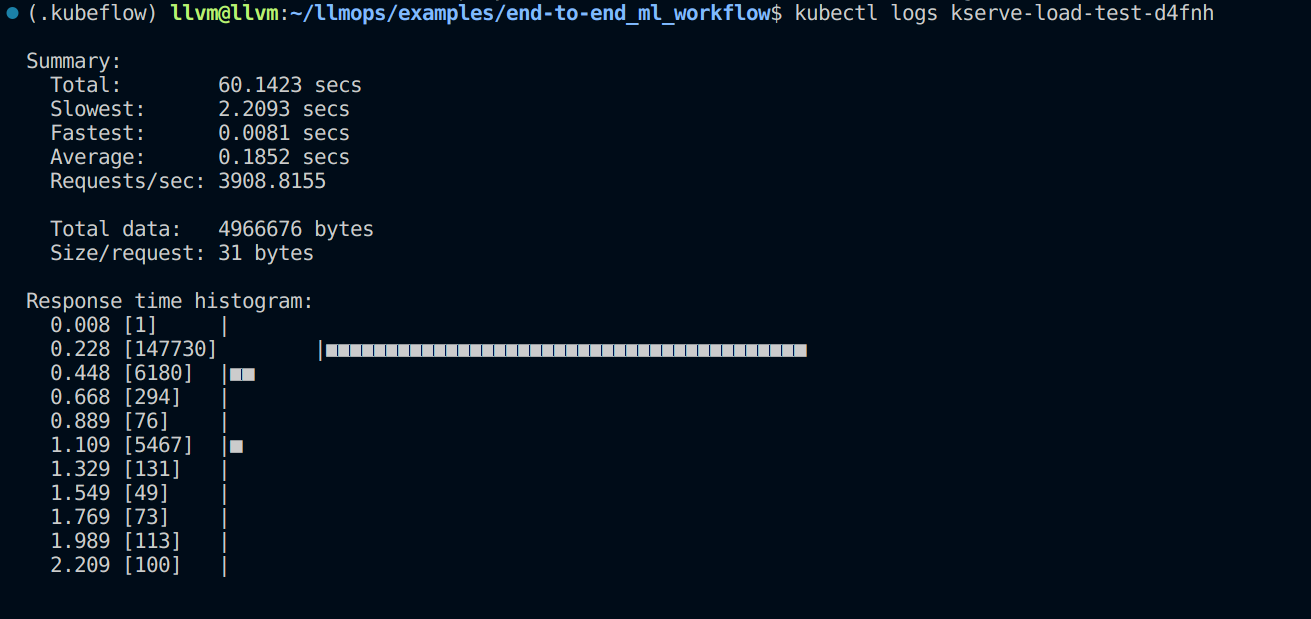 (.kubeflow) llvm@llvm:~/llmops/examples/end-to-end_ml_workflow$ kubectl logs kserve-load-test-d4fnh
Summary:
Total: 60.1423 secs
Slowest: 2.2093 secs
Fastest: 0.0081 secs
Average: 0.1852 secs
Requests/sec: 3908.8155
Total data: 4966676 bytes
Size/request: 31 bytes
Response time histogram:
0.008 [1] |
0.228 [147730] |■■■■■■■■■■■■■■■■■■■■■■■■■■■■■■■■■■■■■■■■
0.448 [6180] |■■
0.668 [294] |
0.889 [76] |
1.109 [5467] |■
1.329 [131] |
1.549 [49] |
1.769 [73] |
1.989 [113] |
2.209 [100] |